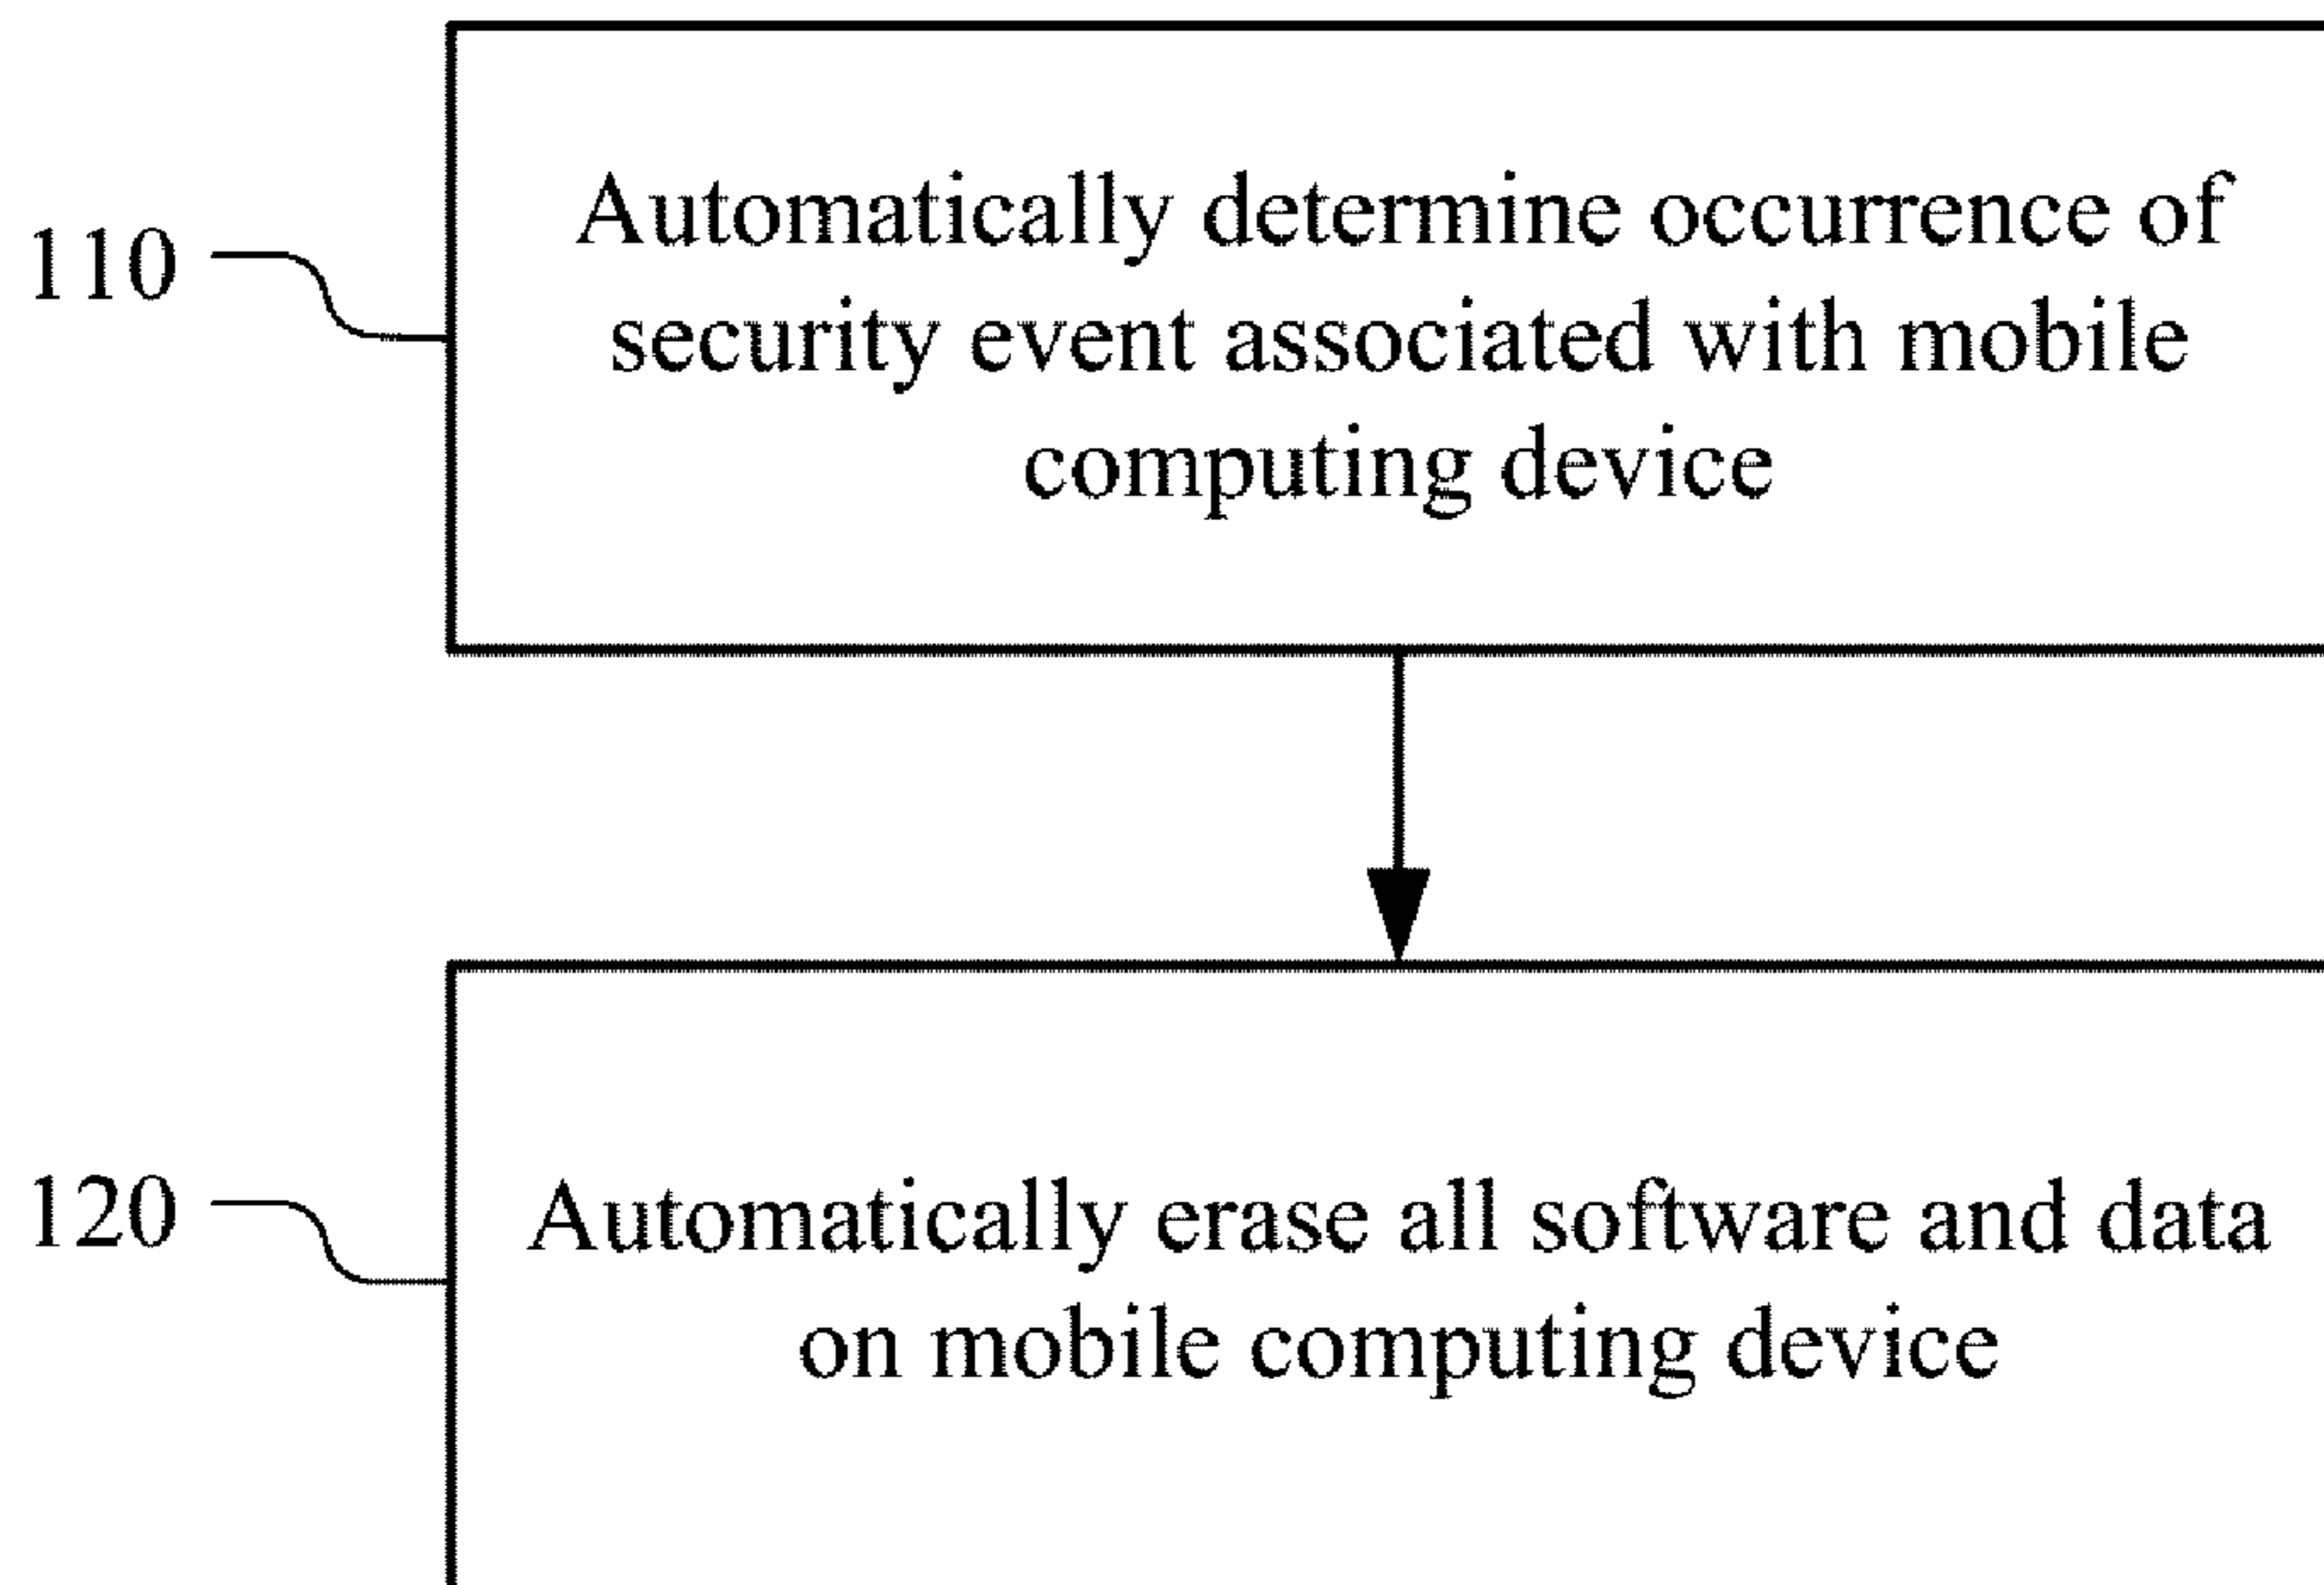 110
Automatically determine occurrence of
security event associated with mobile
computing device
120
Automatically erase all software and data
on mobile computing device